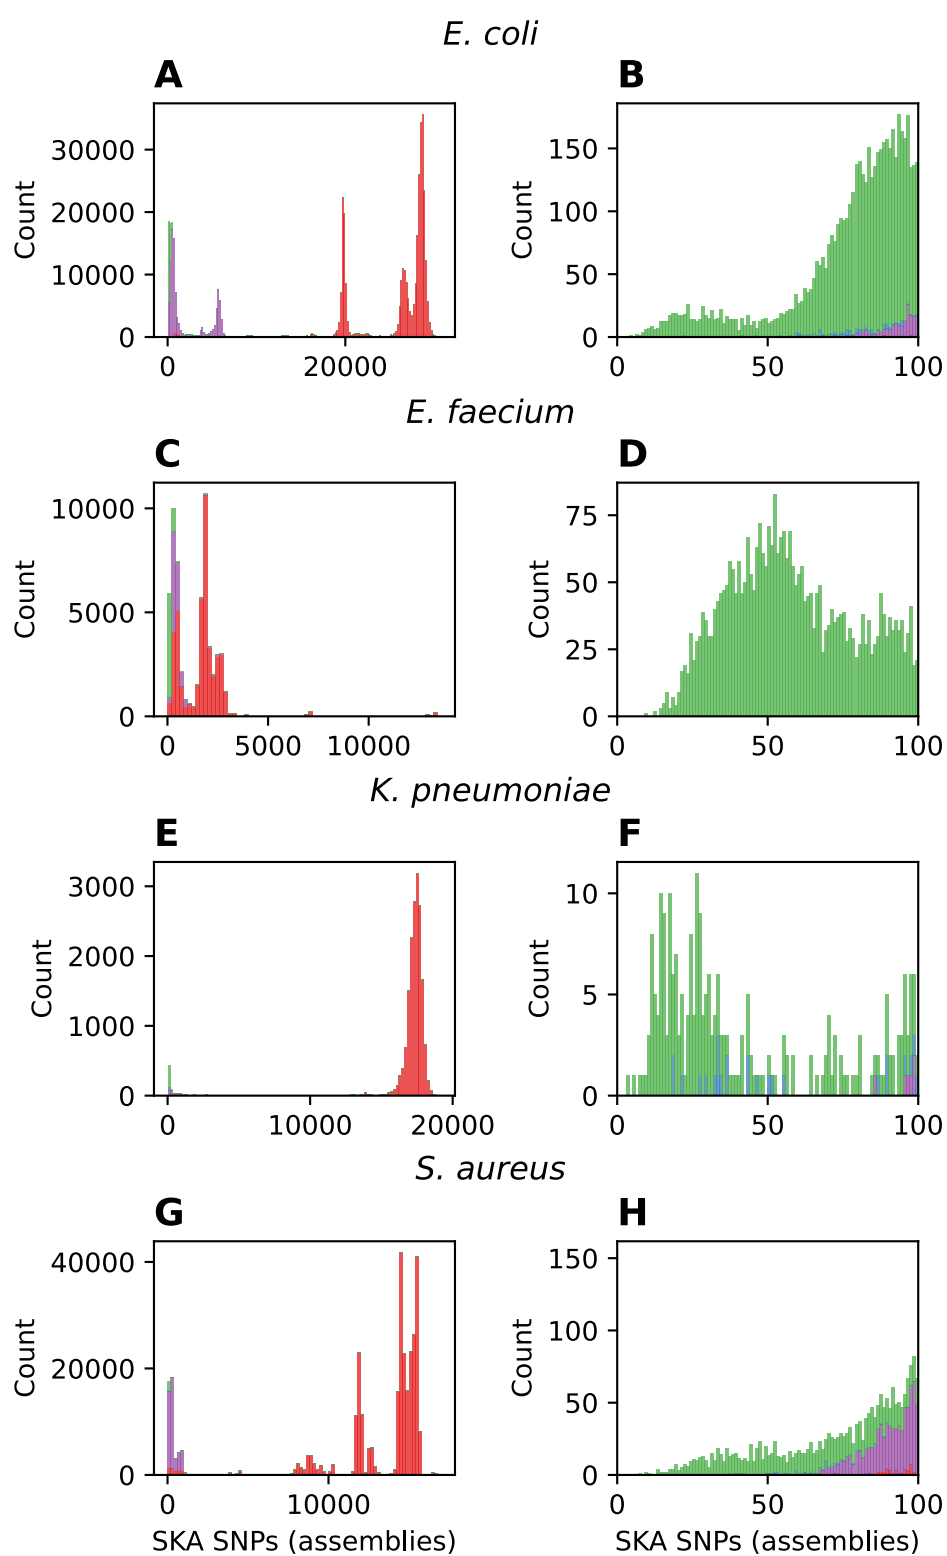 E. coli
A
B
Count
30000
20000
10000
0
0
20000
Count
150
100
50
0
0
50
100
E. faecium
C
D
Count
10000
5000
0
0
5000
10000
Count
75
50
25
0
0
50
100
K. pneumoniae
E
F
Count
3000
2000
1000
0
0
10000
20000
Count
10
5
0
0
50
100
S. aureus
G
H
Count
40000
20000
0
0
10000
SKA SNPs (assemblies)
Count
150
100
50
0
0
50
100
SKA SNPs (assemblies)